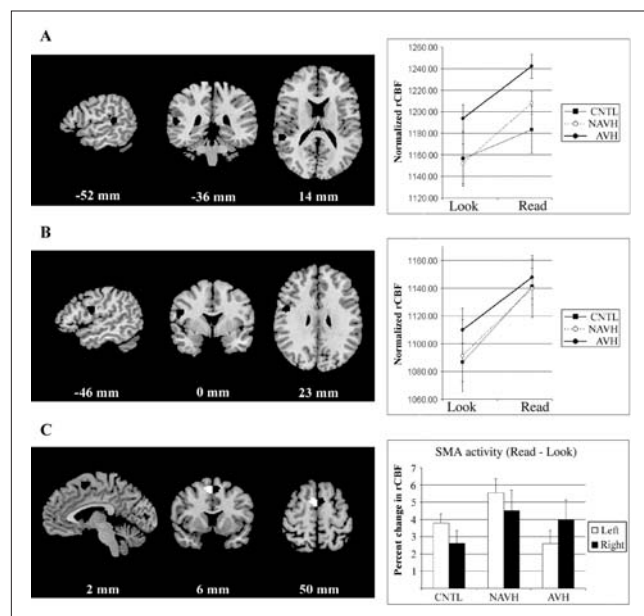 A
-52 mm -36 mm 14 mm
Normalized rCBF
1260.00
1240.00
1220.00
1200.00
1180.00
1160.00
1140.00
1120.00
Look Read
CNTL
NAVH
AVH
B
-46 mm 0 mm 23 mm
Normalized rCBF
1160.00
1140.00
1120.00
1100.00
1080.00
1060.00
Look Read
CNTL
NAVH
AVH
C
2 mm 6 mm 50 mm
SMA activity (Read - Look)
Percent change in rCBF
7
6
5
4
3
2
1
CNTL NAVH AVH
Left
Right